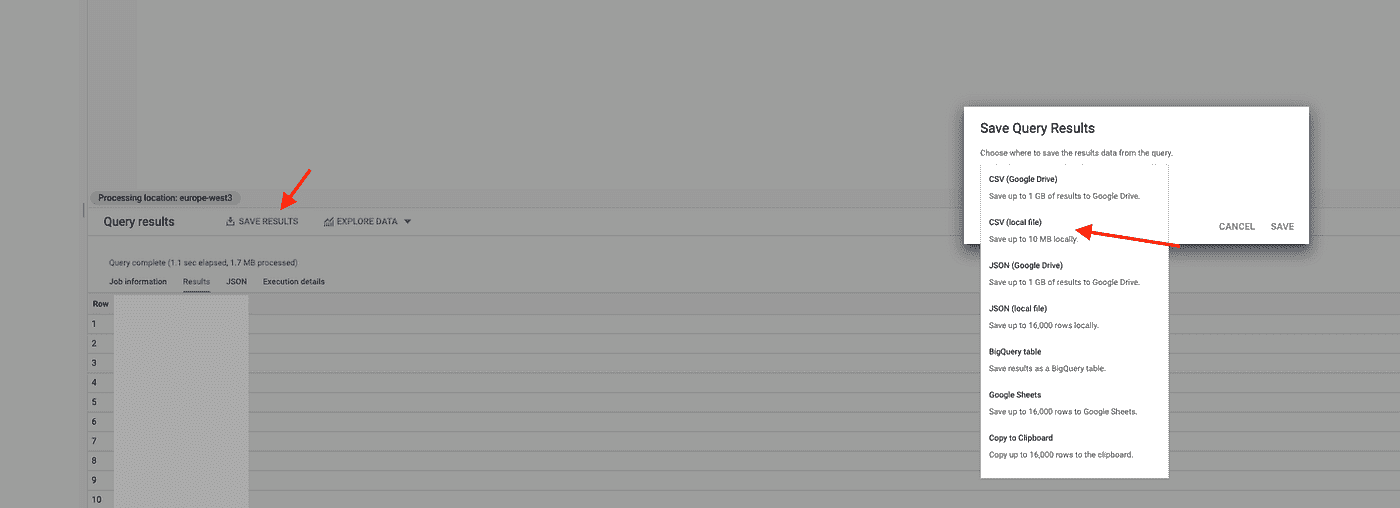 Processing location: europe-west3
Query results
SAVE RESULTS
EXPLORE DATA
Query complete (1.1 sec elapsed, 1.7 MB processed)
Job information
Results
JSON
Execution details
Row
1
2
3
4
5
6
7
8
9
10
Save Query Results
Choose where to save the results data from the query.
CSV (Google Drive)
Save up to 1 GB of results to Google Drive.
CSV (local file)
Save up to 10 MB locally.
JSON (Google Drive)
Save up to 1 GB of results to Google Drive.
JSON (local file)
Save up to 16,000 rows locally.
BigQuery table
Save results as a BigQuery table.
Google Sheets
Save up to 16,000 rows to Google Sheets.
Copy to Clipboard
Copy up to 16,000 rows to the clipboard.
CANCEL
SAVE